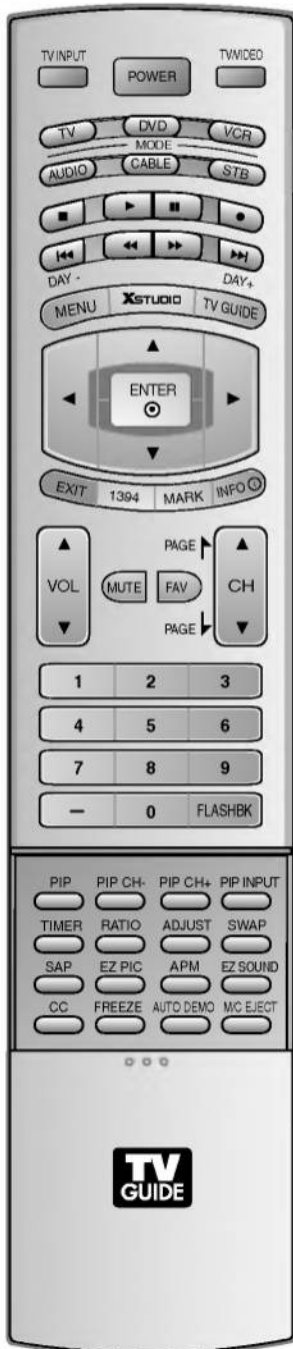 TV INPUT POWER TV/VIDEO
TV DVD VCR
MODE
AUDIO CABLE STB
DAY - DAY+
MENU XSTUDIO TV GUIDE
ENTER
EXIT 1394 MARK INFO i
PAGE
VOL MUTE FAV CH
PAGE
1 2 3
4 5 6
7 8 9
— 0 FLASHBK
PIP PIP CH- PIP CH+ PIP INPUT
TIMER RATIO ADJUST SWAP
SAP EZ PIC APM EZ SOUND
CC FREEZE AUTO DEMO M/C EJECT
TV
GUIDE